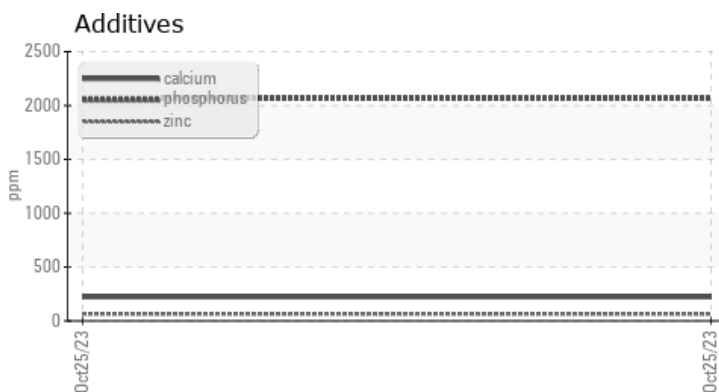 Additives
2500
2000
1500
1000
500
0
ppm
calcium
phosphorus
zinc
Oct25/23
Oct25/23